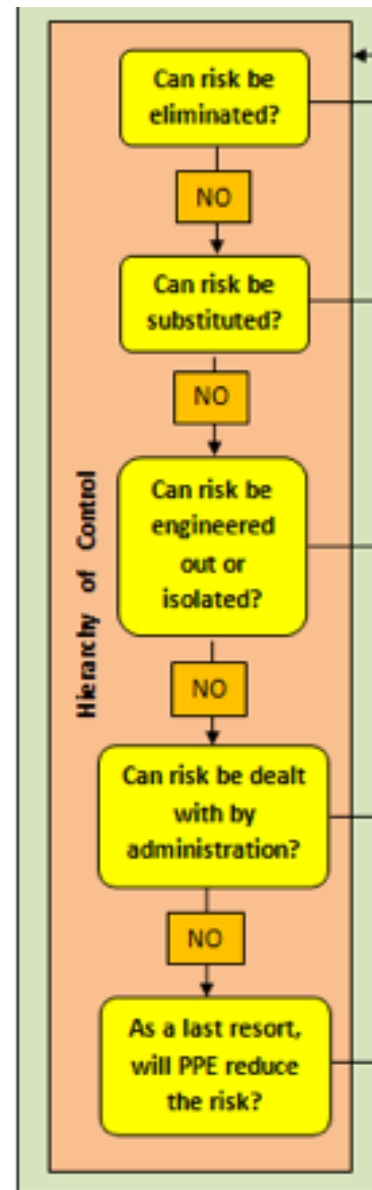 Can risk be
eliminated?
NO
Can risk be
substituted?
NO
Can risk be
engineered
out or
isolated?
NO
Can risk be dealt
with by
administration?
NO
As a last resort,
will PPE reduce
the risk?
Hierarchy of Control